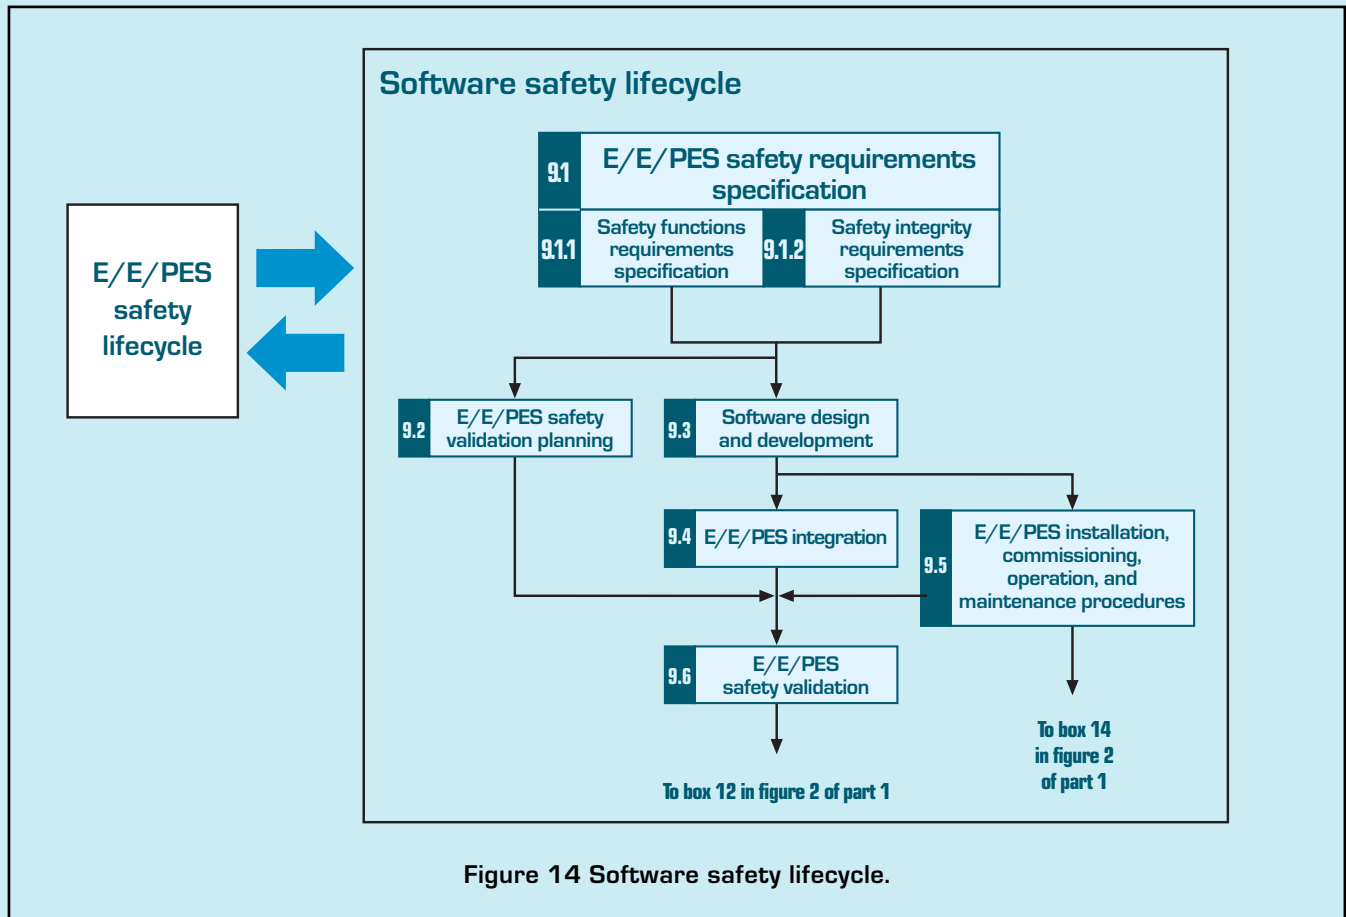 Software safety lifecycle
9.1
E/E/PES safety requirements
specification
9.1.1
Safety functions
requirements
specification
9.1.2
Safety integrity
requirements
specification
E/E/PES
safety
lifecycle
9.2
E/E/PES safety
validation planning
9.3
Software design
and development
9.4
E/E/PES integration
9.5
E/E/PES installation,
commissioning,
operation, and
maintenance procedures
9.6
E/E/PES
safety validation
To box 14
in figure 2
of part 1
To box 12 in figure 2 of part 1
Figure 14 Software safety lifecycle.